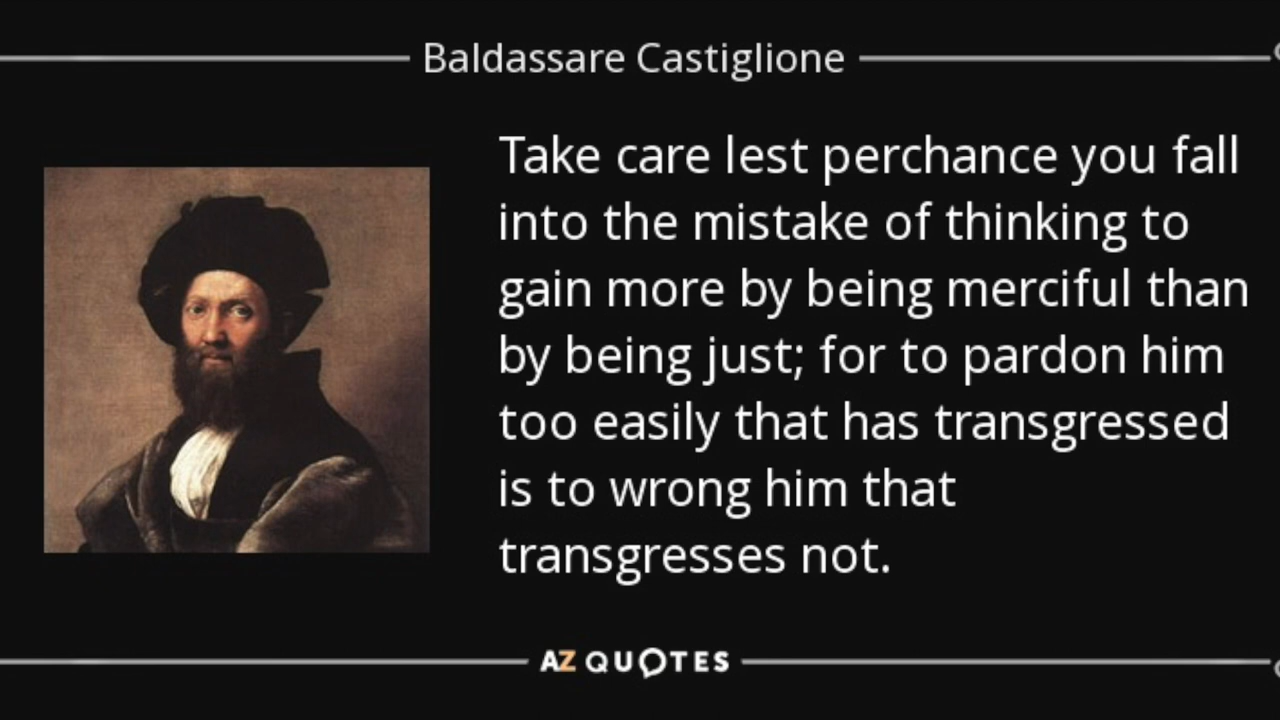 Baldassare Castiglione
Take care lest perchance you fall
into the mistake of thinking to
gain more by being merciful than
by being just; for to pardon him
too easily that has transgressed
is to wrong him that
transgresses not.
AZ QUOTES